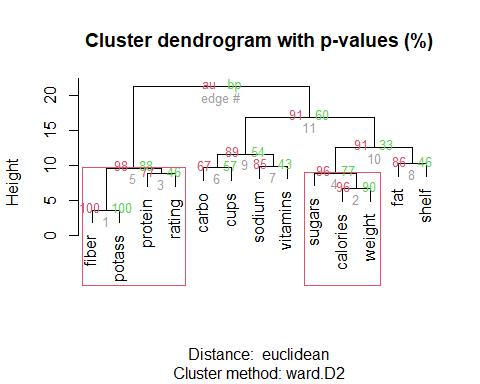 Cluster dendrogram with p-values (%)
Height
0 5 10 15 20
au bp
edge #
91 60
11
91 33
10
89 54
9
98 88
5
96 77
4
86 46
8
67 57
6
85 43
7
46
3
96 90
2
100 100
1
fiber
potass
protein
rating
carbo
cups
sodium
vitamins
sugars
calories
weight
fat
shelf
Distance: euclidean
Cluster method: ward.D2